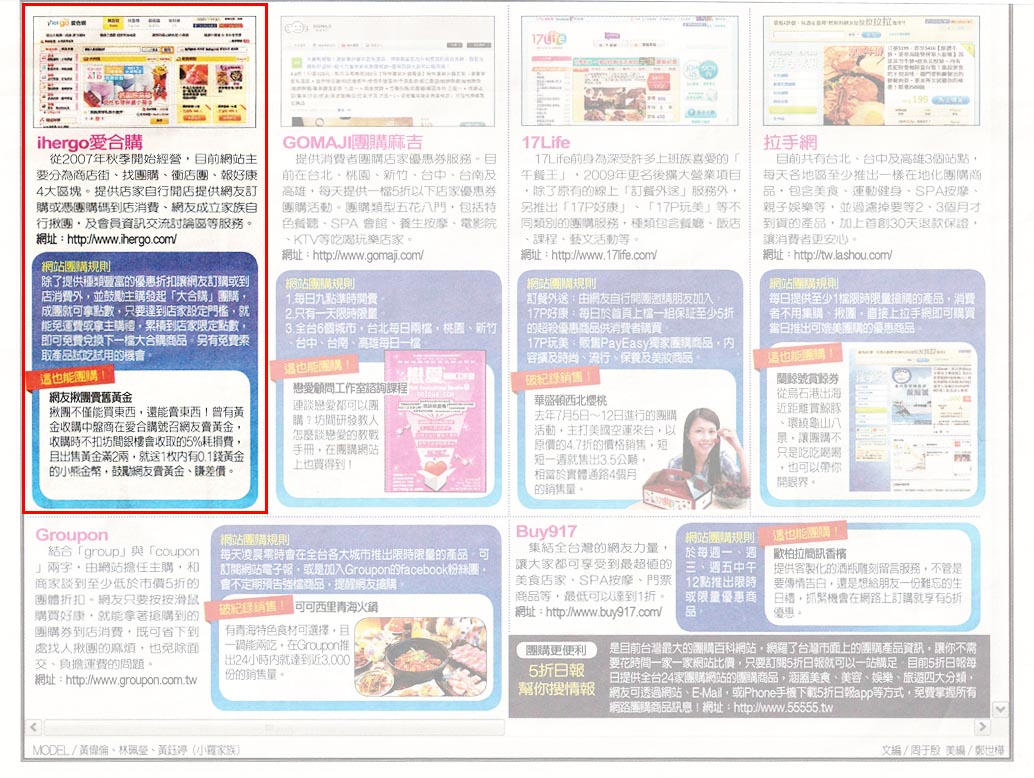 ihergo愛合購
從2007年秋季開始經營，目前網站主
要分為商店街、找團購、衝店團、報好康
4大區塊。提供店家自行開店提供網友訂
購或憑團購碼到店消費、網友成立家族自
行揪團，及會員資訊交流討論區等服務。
網址：http://www.ihergo.com/
網站團購規則
除了提供種類豐富的優惠折扣讓網友訂購或到
店消費外，並鼓勵主購發起「大合購」團購，
成團就可拿點數，只要達到店家設定門檻，就
能免運費或拿主購禮，累積到店家限定點數，
即可免費兌換下一檔大合購商品。另有免費索
取產品試吃試用的機會。
這也能團購！
網友揪團賣舊黃金
揪團不僅能買東西，還能賣東西！曾有黃
金收購中盤商在愛合購號召網友賣黃金，
收購時不扣坊間銀樓會收取的5%耗損費，
且出售黃金滿2兩，就送1枚內有0.1錢黃金
的小熊金幣，鼓勵網友賣黃金、賺差價。
GOMAJI團購麻吉
提供消費者團購店家優惠券服務。目
前在台北、桃園、新竹、台中、台南及
高雄，每天提供一檔5折以下店家優惠券
團購活動。團購類型五花八門，包括特
色餐廳、SPA 會館、養生按摩、電影院
、KTV等吃喝玩樂店家。
網址：http://www.gomaji.com/
網站團購規則
1.每日九點準時開賣
2.只有一天限時限量
3.全台6個城市，台北每日兩檔，桃園、新竹
、台中、台南、高雄每日一檔
這也能團購！
戀愛顧問工作室諮詢課程
連談戀愛都可以團
購？坊間研發教人
怎麼談戀愛的教戰
手冊，在團購網站
上也買得到！
17Life
17Life前身為深受許多上班族喜愛的「
午餐王」，2009年更名後擴大營業項目
，除了原有的線上「訂餐外送」服務外，
另推出「17P好康」、「17P玩美」等不
同類別的團購服務，種類包含餐廳、飯店
、課程、藝文活動等。
網址：http://www.17life.com/
網站團購規則
訂餐外送：由網友自行開團邀請朋友加入
17P好康：每日於首頁上檔一組保証至少5折
的超殺優惠商品供消費者購買
17P玩美：販售PayEasy獨家團購商品，內
容擴及時尚、流行、保養及美妝商品。
破紀錄銷售！
華盛頓西北櫻桃
去年7月5日～12日進行的團購
活動，主打美國空運來台，以
原價的4.7折的價格銷售，短
短一週就售出3.5公噸，
相當於實體通路4個月
的銷售量。
拉手網
目前共有台北、台中及高雄3個站點，
每天各地區至少推出一樣在地化團購商
品，包含美食、運動健身、SPA按摩、
親子娛樂等，並過濾掉要等2、3個月才
到貨的產品，加上首創30天退款保證，
讓消費者更安心。
網址：http://tw.lashou.com/
網站團購規則
每日提供至少1檔限時限量搶購的產品，消費
者不用集購、揪團，直接上拉手網即可購買
當日推出可媲美團購的優惠商品。
這也能團購！
蘭餘號賞鯨券
從烏石港出海
近距離賞鯨豚
、環繞龜山八
景，讓團購不
只是吃吃喝喝
，也可以帶你
開眼界。
Groupon
結合「group」與「coupon
」兩字，由網站擔任主購，和
商家談到至少低於市價5折的
團體折扣。網友只要按按滑鼠
購買好康，就能拿著搶購到的
團購券到店消費，既可省下到
處找人揪團的麻煩，也免除面
交、負擔運費的問題。
網址：http://www.groupon.com.tw
網站團購規則
每天凌晨零時會在全台各大城市推出限時限量的產品，可
訂閱網站電子報，或是加入Groupon的facebook粉絲團，
會不定期預告強檔商品，提醒網友搶購。
破紀錄銷售！
可可西里青海火鍋
有青海特色食材可選擇，且
一鍋能兩吃，在Groupon推
出24小時內就達到近3,000
份的銷售量。
Buy917
集結全台灣的網友力量，
讓大家都可享受到最超值的
美食店家、SPA按摩、門票
商品等，最低可以達到1折。
網址：http://www.buy917.com/
網站團購規則
於每週一、週
三、週五中午
12點推出限時
或限量優惠商
品。
這也能團購！
歐柏拉簡訊香檳
提供客製化的酒瓶雕刻留言服務，不管是
要傳情告白，還是想給朋友一份難忘的生
日禮，抓緊機會在網路上訂購就享有5折
優惠。
團購更便利
5折日報
幫你搜情報
是目前台灣最大的團購百科網站，網羅了台灣市面上的團購產品資訊，讓你不需
要花時間一家一家網站比價，只要訂閱5折日報就可以一站購足。目前5折日報每
日提供全台24家團購網站的團購商品，涵蓋美食、美容、娛樂、旅遊四大分類，
網友可透過網站、E-Mail，或iPhone手機下載5折日報app等方式，免費掌握所有
網路團購商品訊息！網址：http://www.55555.tw
MODEL / 黃偉倫、林珮瑩、黃鈺婷（小羅家族）
文編 / 周于殷 美編 / 鄭世樺